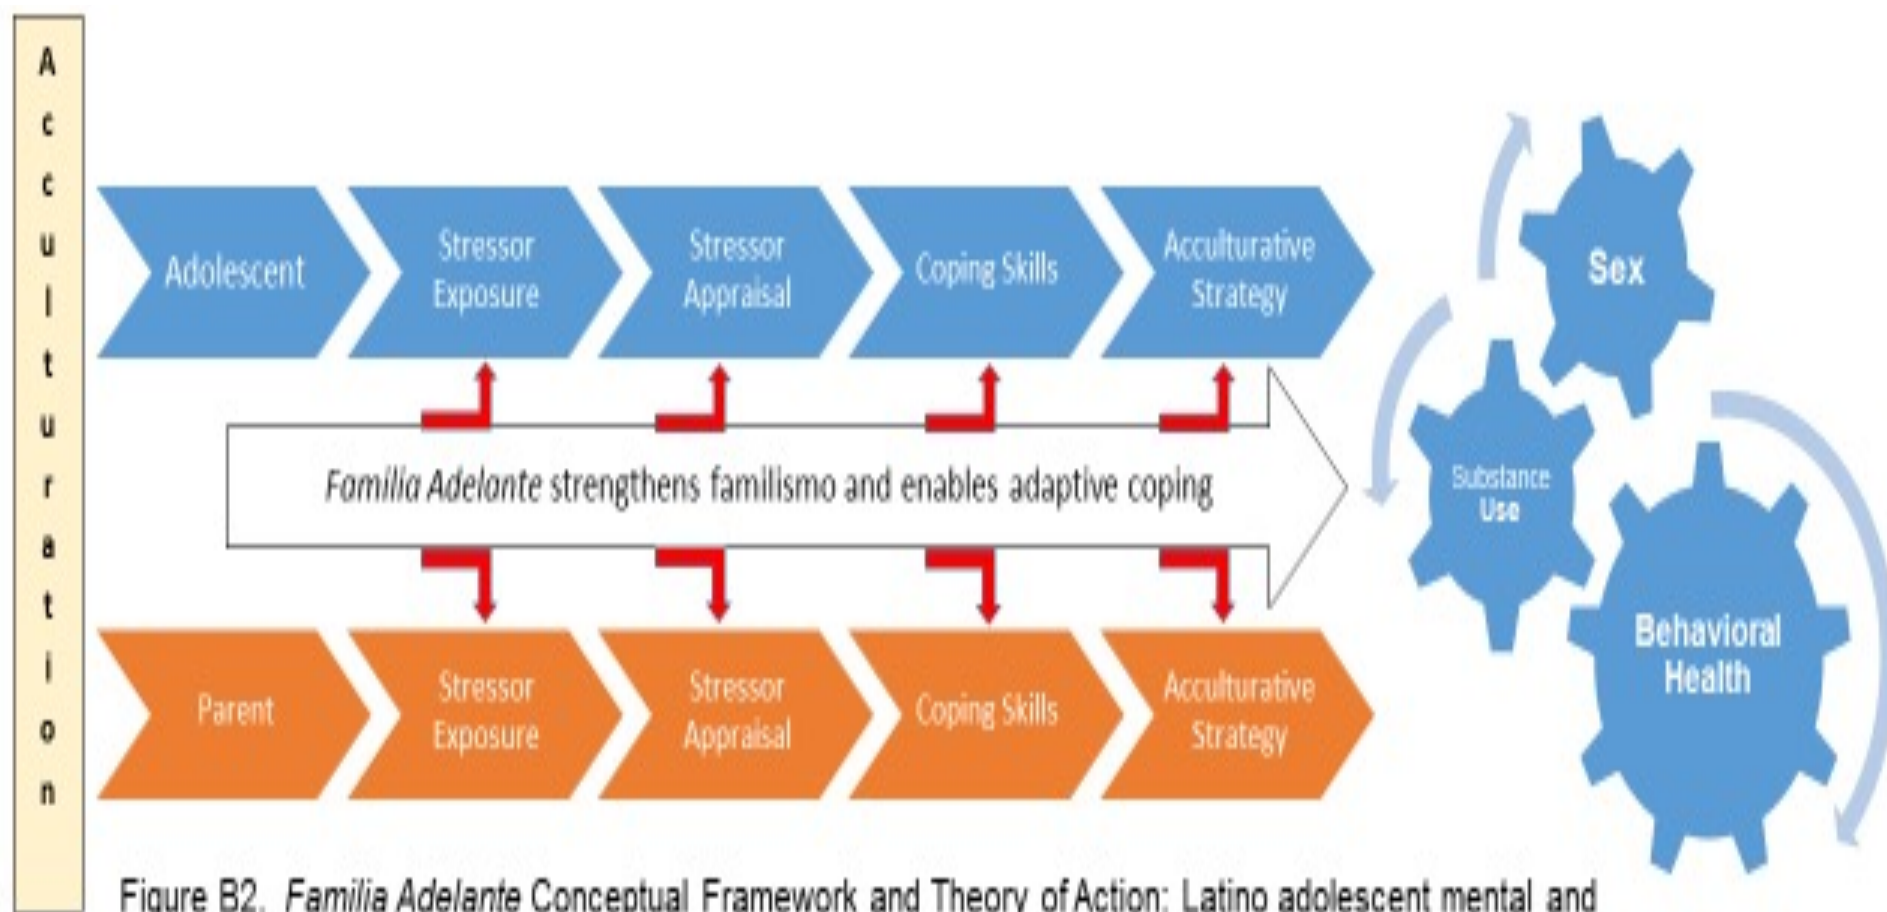 Acculturation
Adolescent
Stressor
Exposure
Stressor
Appraisal
Coping Skills
Acculturative
Strategy
Familia Adelante strengthens familismo and enables adaptive coping
Parent
Stressor
Exposure
Stressor
Appraisal
Coping Skills
Acculturative
Strategy
Sex
Substance
Use
Behavioral
Health
Figure B2. Familia Adelante Conceptual Framework and Theory of Action: Latino adolescent mental and